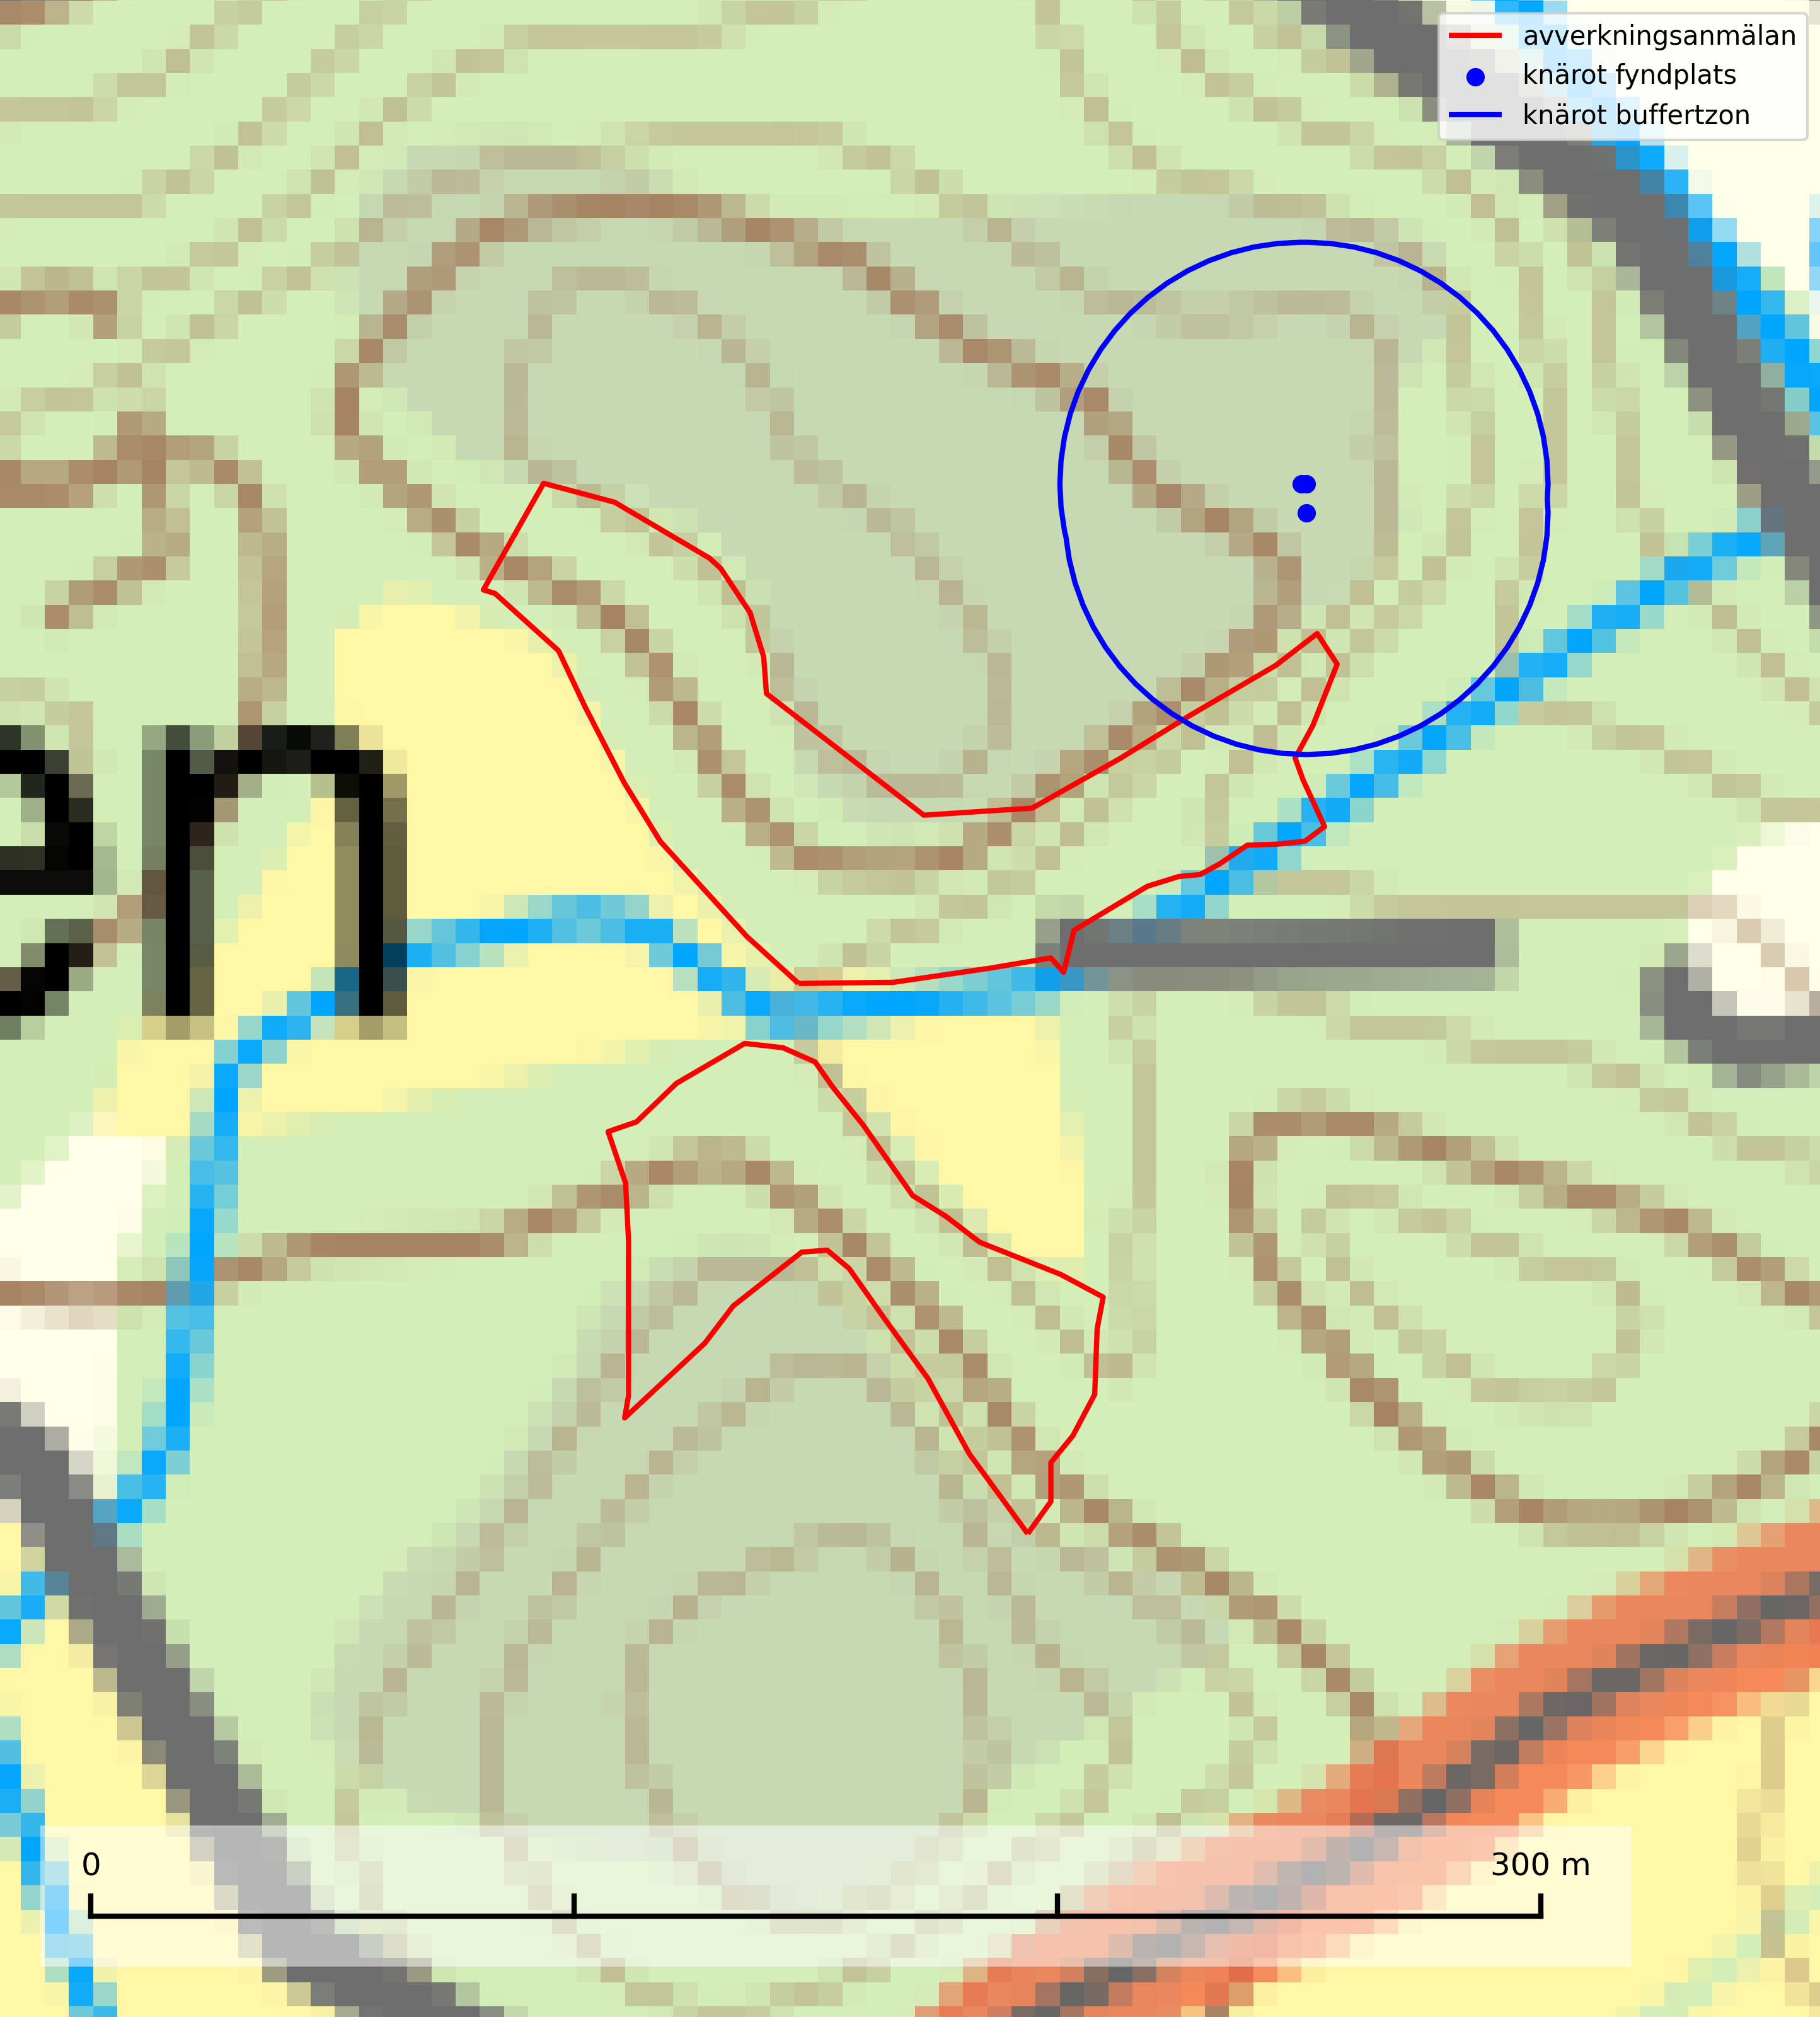 avverkningsanmälan
knärot fyndplats
knärot buffertzon
0
300 m